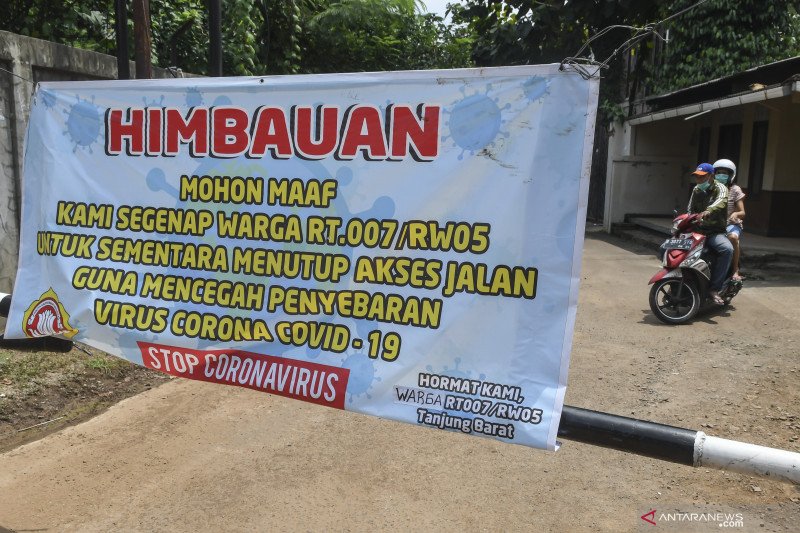 HIMBAUAN
MOHON MAAF
KAMI SEGENAP WARGA RT.007/RW05
UNTUK SEMENTARA MENUTUP AKSES JALAN
GUNA MENCEGAH PENYEBARAN
VIRUS CORONA COVID - 19
STOP CORONAVIRUS
HORMAT KAMI,
WARGA RT007/RW05
Tanjung Barat
ANTARANEWS
.com